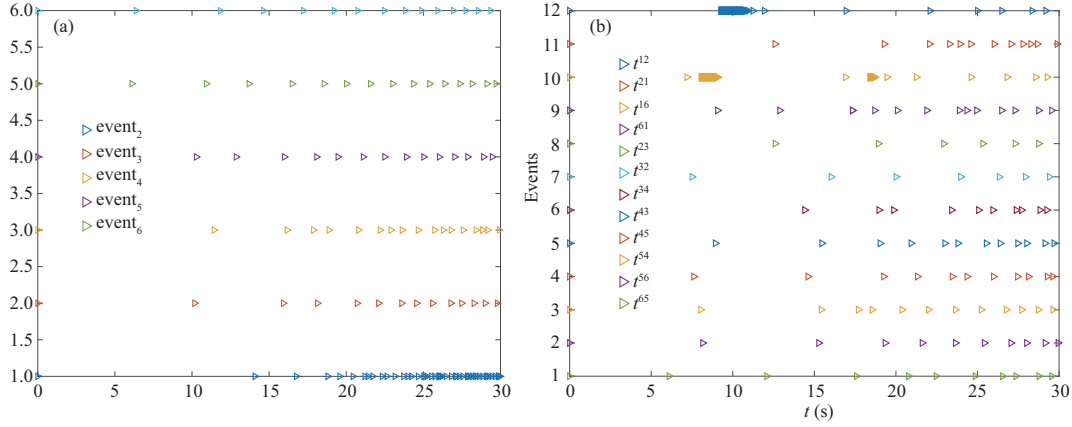 (a)
6.0
5.5
5.0
4.5
4.0
3.5
3.0
2.5
2.0
1.5
1.0
event₂
event₃
event₄
event₅
event₆
0 5 10 15 20 25 30
(b)
Events
12
11
10
9
8
7
6
5
4
3
2
1
t¹²
t²¹
t¹⁶
t⁶¹
t²³
t³²
t³⁴
t⁴³
t⁴⁵
t⁵⁴
t⁵⁶
t⁶⁵
0 5 10 15 20 25 30
t (s)